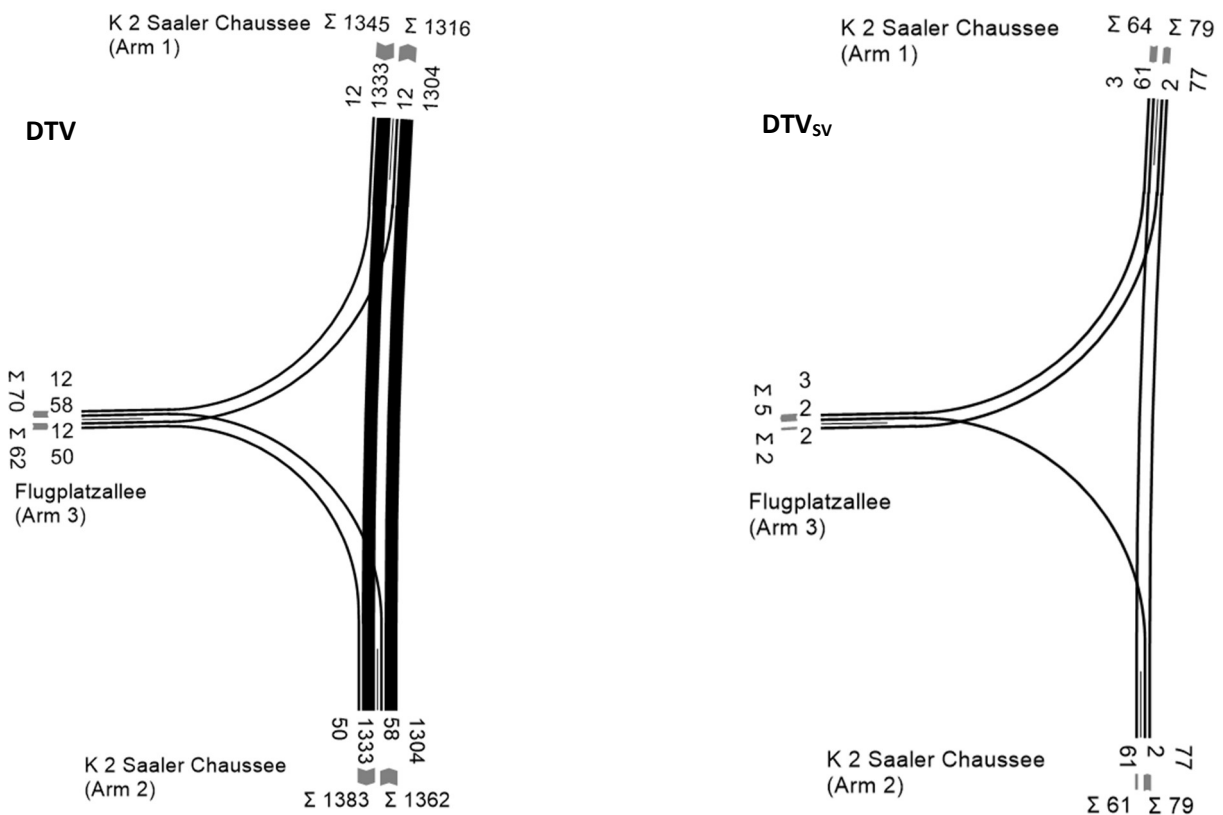 K 2 Saaler Chaussee
(Arm 1)
Σ 1345
Σ 1316
12
1333
12
1304
DTV
Σ 70
12
58
Σ 62
12
50
Flugplatzallee
(Arm 3)
50
1333
58
1304
K 2 Saaler Chaussee
(Arm 2)
Σ 1383
Σ 1362
K 2 Saaler Chaussee
(Arm 1)
Σ 64
Σ 79
3
61
2
77
DTVSV
Σ 5
3
2
Σ 2
2
Flugplatzallee
(Arm 3)
61
2
77
K 2 Saaler Chaussee
(Arm 2)
Σ 61
Σ 79